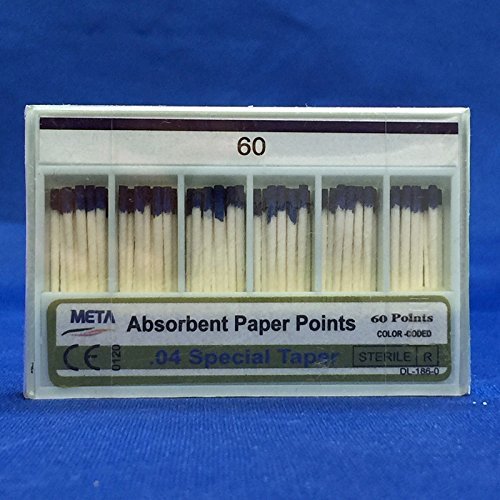 60
META
Absorbent Paper Points
60 Points
COLOR-CODED
CE 0120
.04 Special Taper
STERILE R
DL-186-0